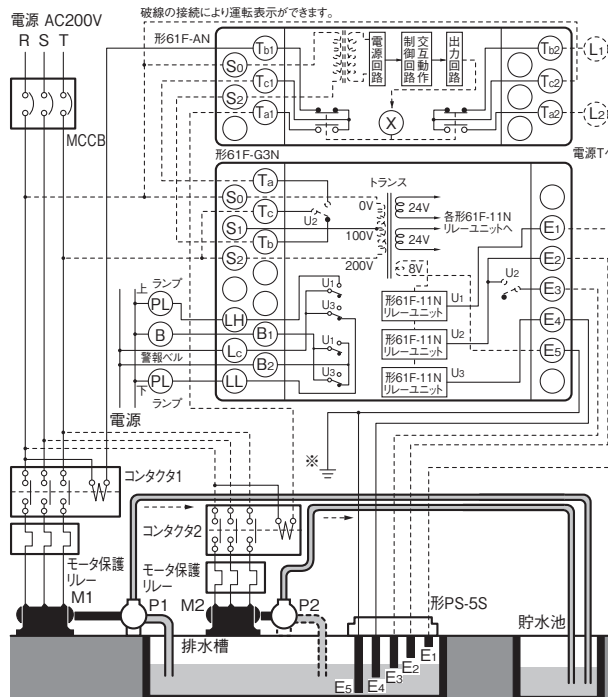 電源 AC200V
R S T
MCCB
破線の接続により運転表示ができます。
形61F-AN
S0
S2
Tb1
Tc1
Ta1
電源回路
制御回路
交互動作
出力回路
X
Tb2
Tc2
Ta2
L1
L2
電源T
形61F-G3N
S0
S1
S2
Ta
Tc
Tb
U2
トランス
0V
100V
200V
24V
24V
8V
各形61F-11N
リレーユニットへ
形61F-11N
リレーユニット
U1
形61F-11N
リレーユニット
U2
形61F-11N
リレーユニット
U3
U2
E1
E2
E3
E4
E5
上
ランプ
PL
B
警報ベル
PL
下
ランプ
電源
LH
Lc
LL
B1
B2
U1
U3
U1
U3
※
コンタクタ1
コンタクタ2
モータ保護
リレー
モータ保護
リレー
M1
P1
M2
P2
形PS-5S
排水槽
貯水池
E5
E4
E3
E2
E1